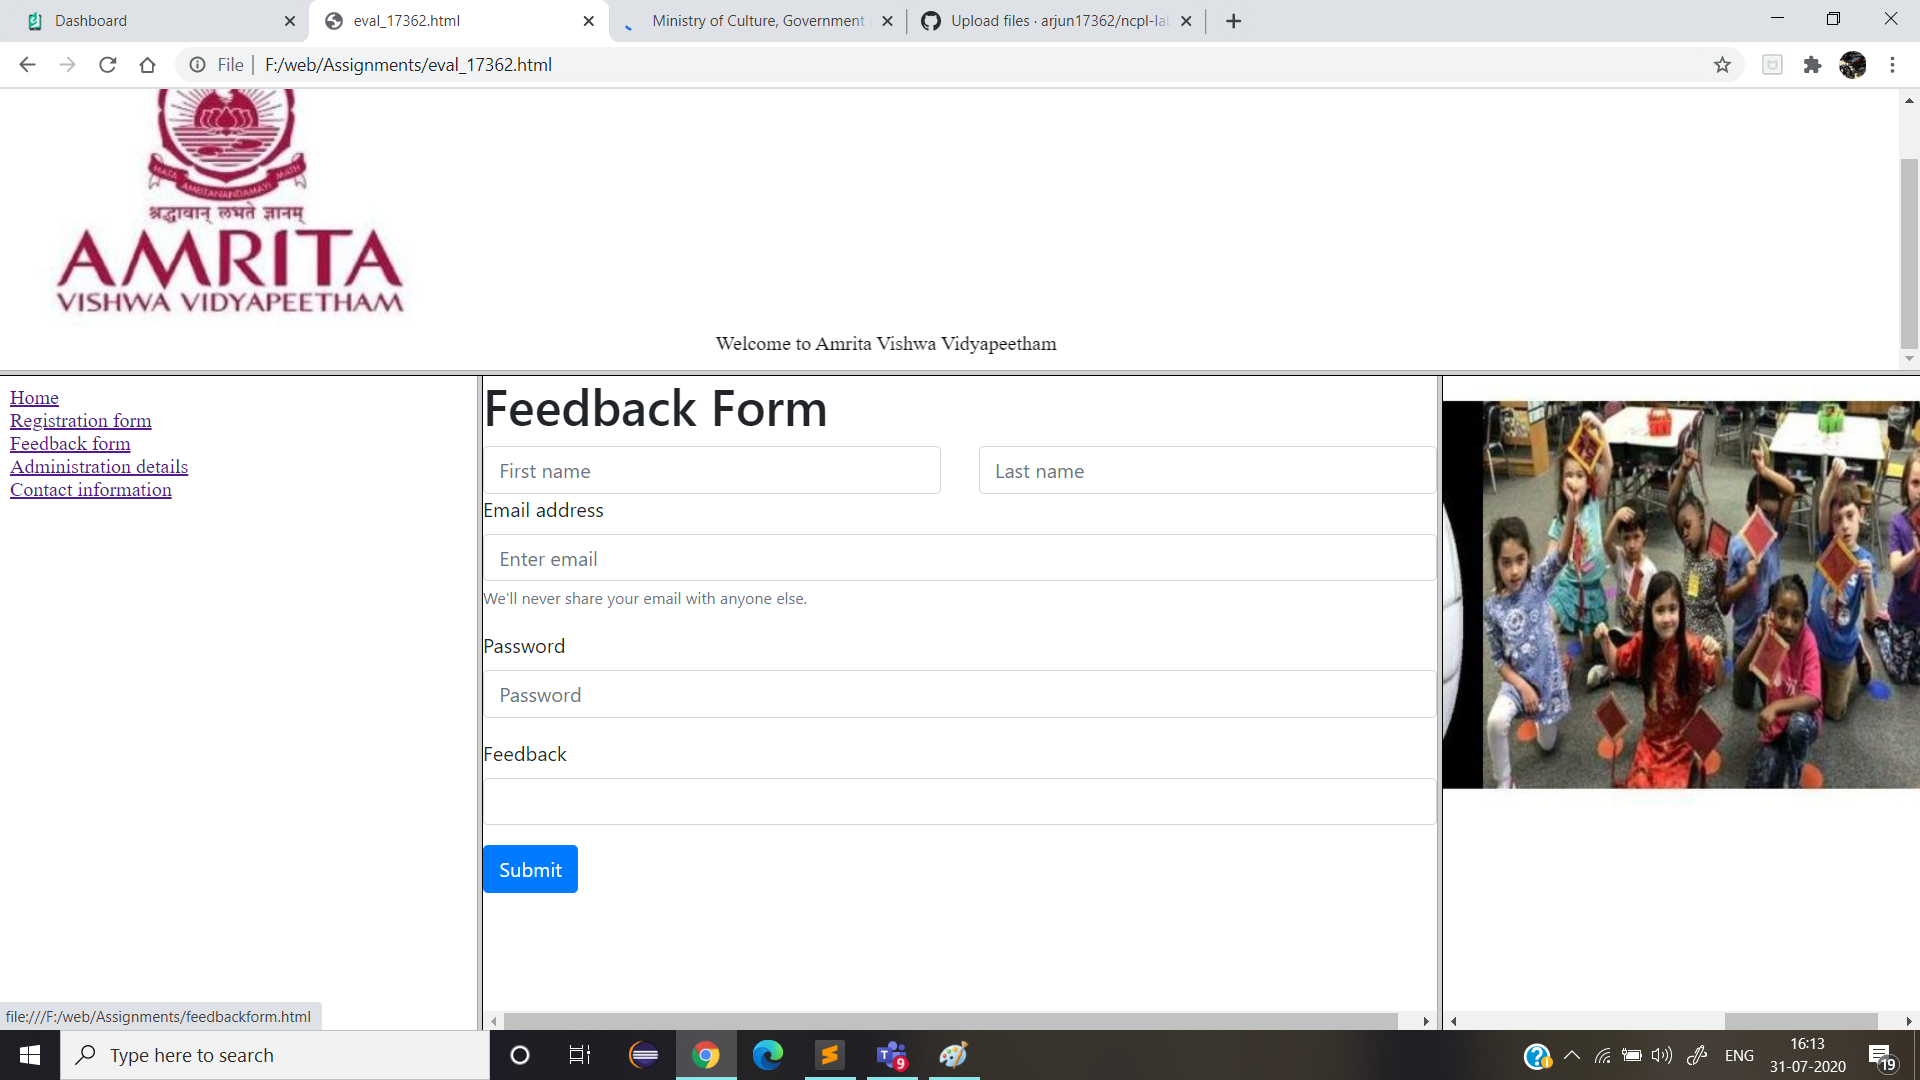 Dashboard
eval_17362.html
Ministry of Culture, Government
Upload files · arjun17362/ncpl-la
File
F:/web/Assignments/eval_17362.html
MATA AMRITANANDAMAYI MATH
श्रद्धावान् लभते ज्ञानम्
AMRITA
VISHWA VIDYAPEETHAM
Welcome to Amrita Vishwa Vidyapeetham
Home
Registration form
Feedback form
Administration details
Contact information
Feedback Form
First name
Last name
Email address
Enter email
We'll never share your email with anyone else.
Password
Password
Feedback
Submit
file:///F:/web/Assignments/feedbackform.html
Type here to search
9
ENG
16:13
31-07-2020
19